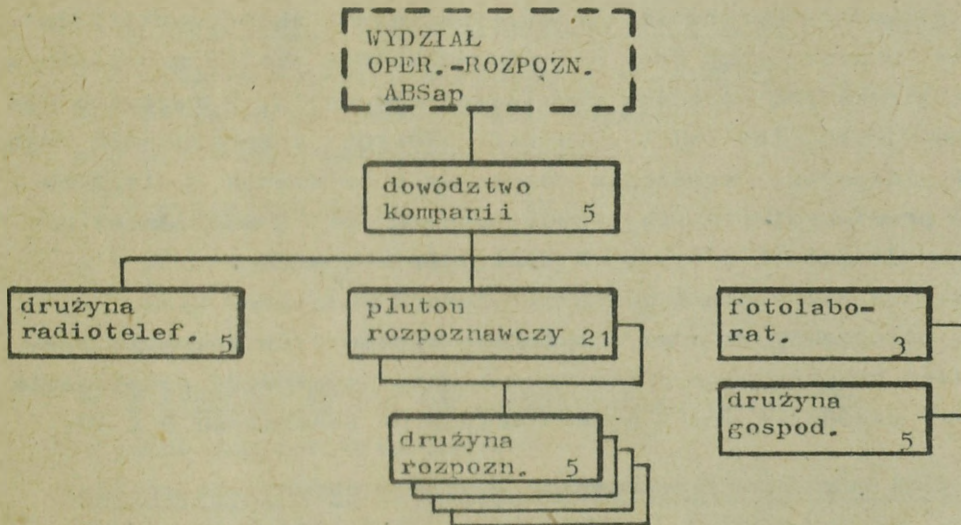 WYDZIAŁ
OPER.-ROZPOZN.
ABSap
dowództwo
kompanii 5
drużyna
radiotelef. 5
pluton
rozpoznawczy 21
fotolabo-
rat. 3
drużyna
gospod. 5
drużyna
rozpozn. 5